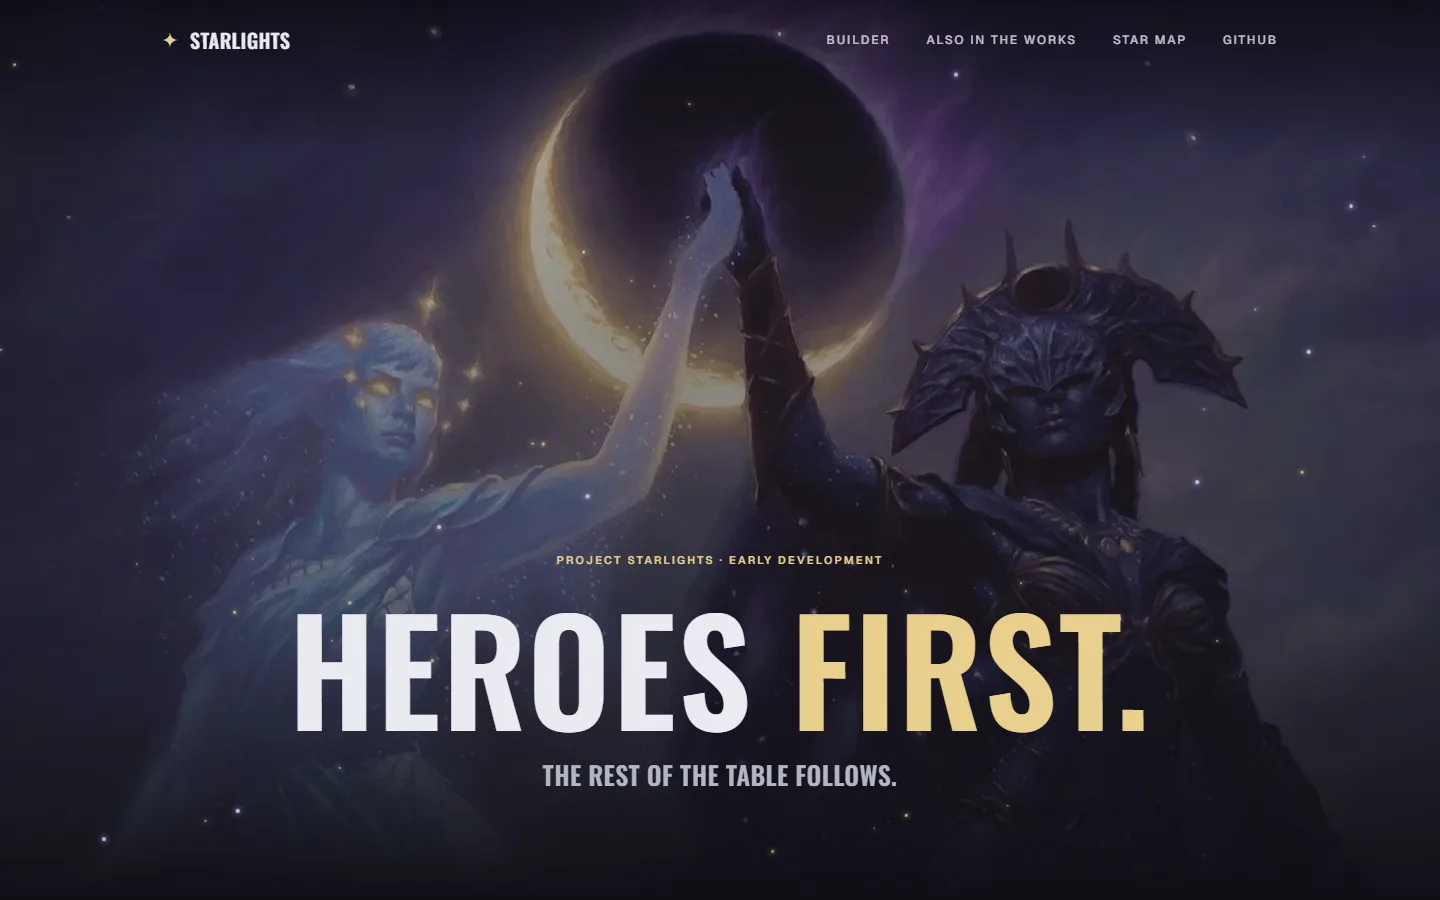 STARLIGHTS
BUILDER
ALSO IN THE WORKS
STAR MAP
GITHUB
PROJECT STARLIGHTS · EARLY DEVELOPMENT
HEROES FIRST.
THE REST OF THE TABLE FOLLOWS.